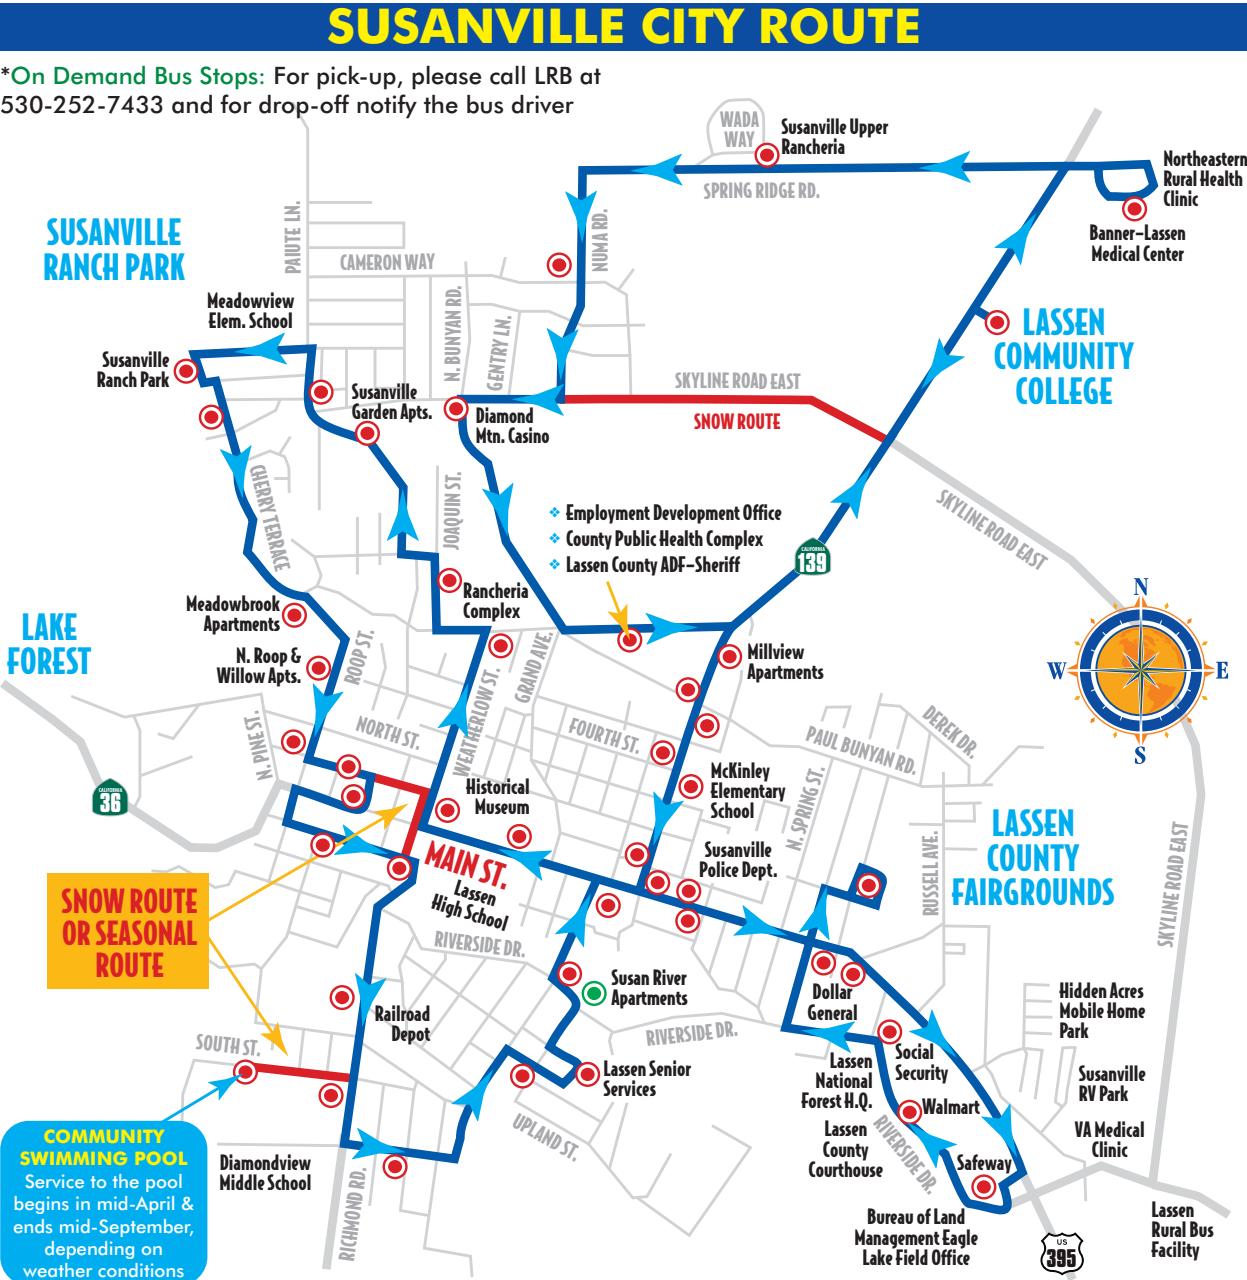 SUSANVILLE CITY ROUTE
*On Demand Bus Stops: For pick-up, please call LRB at
530-252-7433 and for drop-off notify the bus driver
WADA
WAY
Susanville Upper
Rancheria
Northeastern
Rural Health
Clinic
SPRING RIDGE RD.
Banner-Lassen
Medical Center
SUSANVILLE
RANCH PARK
PAIUTE LN.
CAMERON WAY
NUMA RD.
Meadowview
Elem. School
N. BUNYAN RD.
GENTRY LN.
LASSEN
COMMUNITY
COLLEGE
Susanville
Ranch Park
Susanville
Garden Apts.
SKYLINE ROAD EAST
SNOW ROUTE
Diamond
Mtn. Casino
CHERRY TERRACE
JOAQUIN ST.
❖ Employment Development Office
❖ County Public Health Complex
❖ Lassen County ADF-Sheriff
CALIFORNIA
139
SKYLINE ROAD EAST
Rancheria
Complex
Meadowbrook
Apartments
N
W
E
S
LAKE
FOREST
N. Roop &
Willow Apts.
ROOP ST.
GRAND AVE.
WEATHERLOW ST.
Millview
Apartments
N. PINE ST.
NORTH ST.
FOURTH ST.
PAUL BUNYAN RD.
DEREK DR.
CALIFORNIA
36
Historical
Museum
McKinley
Elementary
School
N. SPRING ST.
LASSEN
COUNTY
FAIRGROUNDS
RUSSELL AVE.
SKYLINE ROAD EAST
MAIN ST.
Lassen
High School
Susanville
Police Dept.
SNOW ROUTE
OR SEASONAL
ROUTE
RIVERSIDE DR.
Susan River
Apartments
Dollar
General
Hidden Acres
Mobile Home
Park
Railroad
Depot
RIVERSIDE DR.
SOUTH ST.
Lassen Senior
Services
Social
Security
Lassen
National
Forest H.Q.
Susanville
RV Park
Walmart
UPLAND ST.
RIVERSIDE DR.
Lassen
County
Courthouse
VA Medical
Clinic
Safeway
COMMUNITY
SWIMMING POOL
Service to the pool
begins in mid-April &
ends mid-September,
depending on
weather conditions
Diamondview
Middle School
RICHMOND RD.
Bureau of Land
Management Eagle
Lake Field Office
US
395
Lassen
Rural Bus
Facility